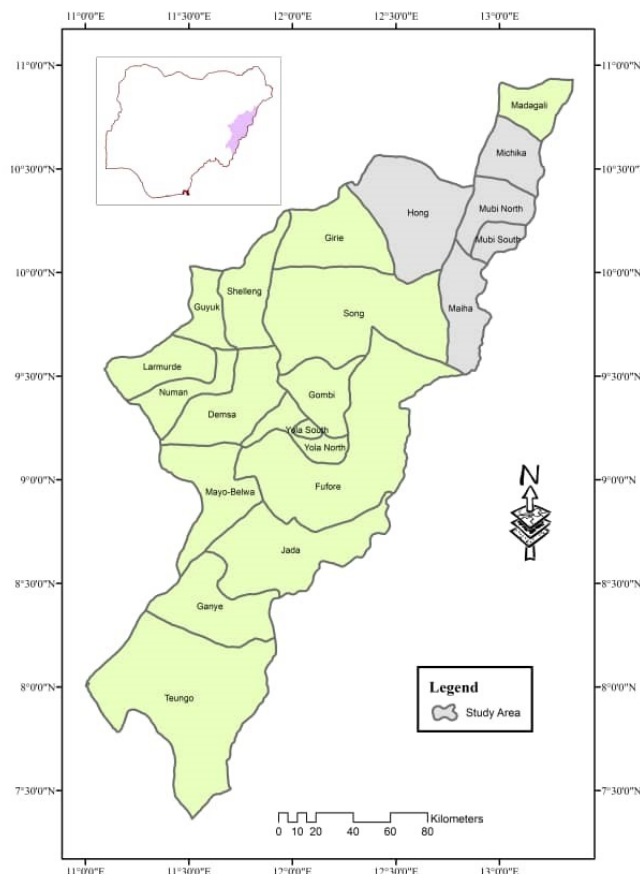 11°0'0"E 11°30'0"E 12°0'0"E 12°30'0"E 13°0'0"E
11°0'0"N 11°0'0"N
Madagali
Michika
10°30'0"N 10°30'0"N
Mubi North
Hong
Girie
Mubi South
10°0'0"N 10°0'0"N
Shelleng
Guyuk
Maiha
Song
9°30'0"N 9°30'0"N
Larmurde
Numan
Gombi
Demsa
Yola South
Yola North
9°0'0"N 9°0'0"N
N
Mayo-Belwa
Fufore
Jada
8°30'0"N 8°30'0"N
Ganye
8°0'0"N 8°0'0"N
Teungo
Legend
Study Area
7°30'0"N 7°30'0"N
Kilometers
0 10 20 40 60 80
11°0'0"E 11°30'0"E 12°0'0"E 12°30'0"E 13°0'0"E